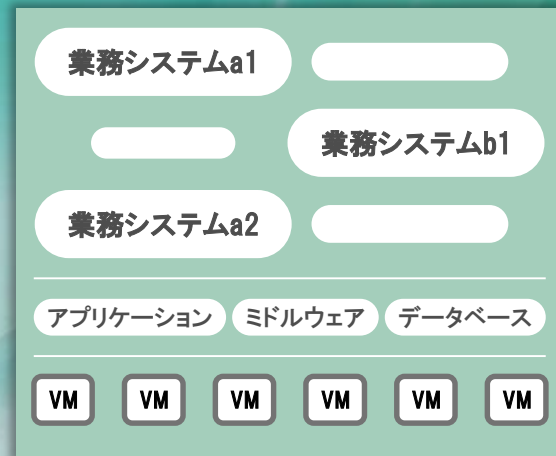 業務システムa1
業務システムb1
業務システムa2
アプリケーション ミドルウェア データベース
VM VM VM VM VM VM